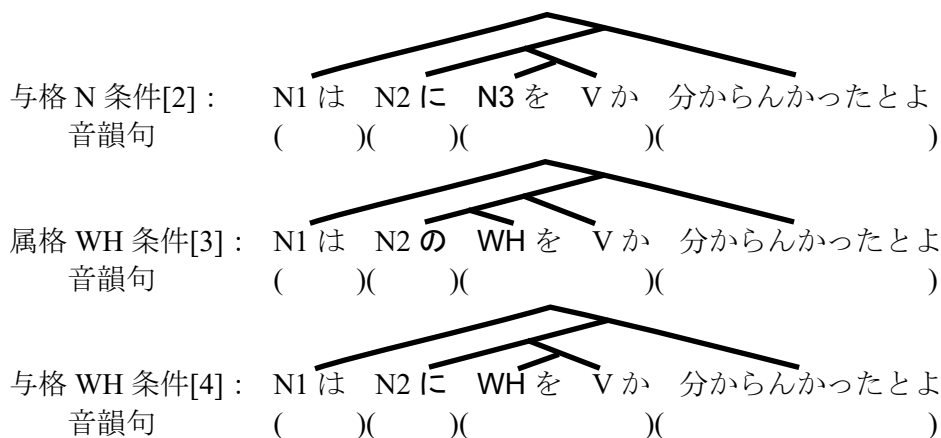 与格 N 条件[2]: N1 は N2 に N3 を V か 分からんかったとよ
音韻句 ( )( )( )( )
属格 WH 条件[3]: N1 は N2 の WH を V か 分からんかったとよ
音韻句 ( )( )( )( )
与格 WH 条件[4]: N1 は N2 に WH を V か 分からんかったとよ
音韻句 ( )( )( )( )